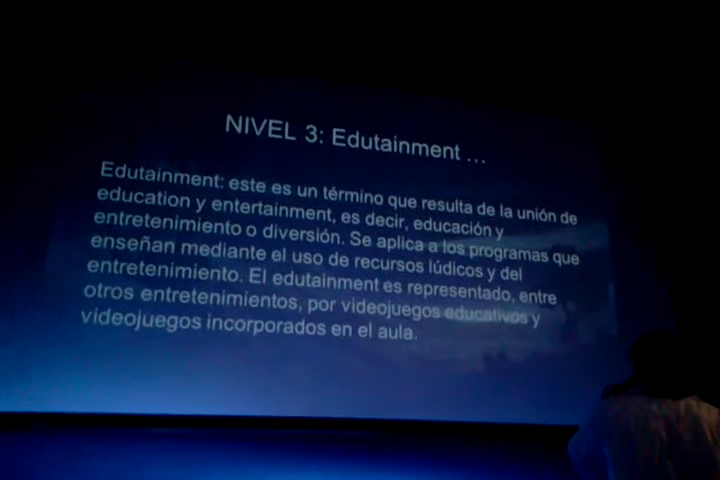 NIVEL 3: Edutainment ...
Edutainment: este es un término que resulta de la unión de
education y entertainment, es decir, educación y
entretenimiento o diversión. Se aplica a los programas que
enseñan mediante el uso de recursos lúdicos y del
entretenimiento. El edutainment es representado, entre
otros entretenimientos, por videojuegos educativos y
videojuegos incorporados en el aula.